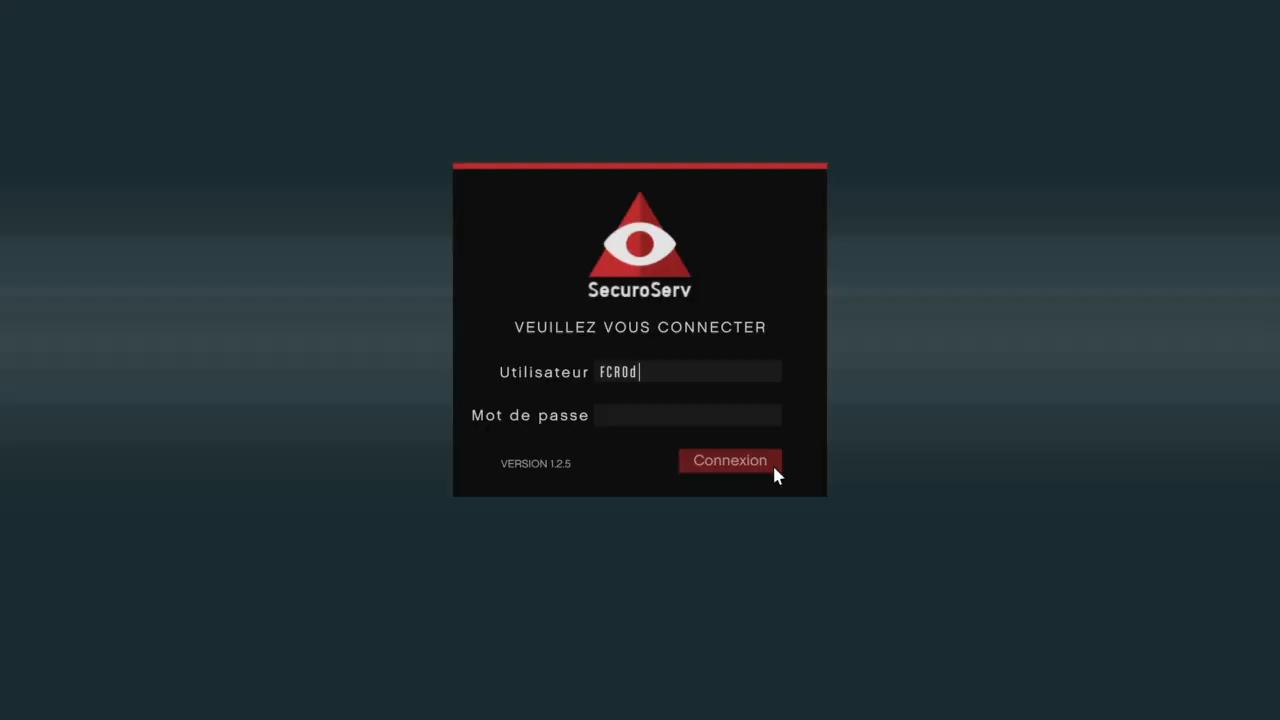 SecuroServ
VEUILLEZ VOUS CONNECTER
Utilisateur FCR0d
Mot de passe
VERSION 1.2.5 Connexion